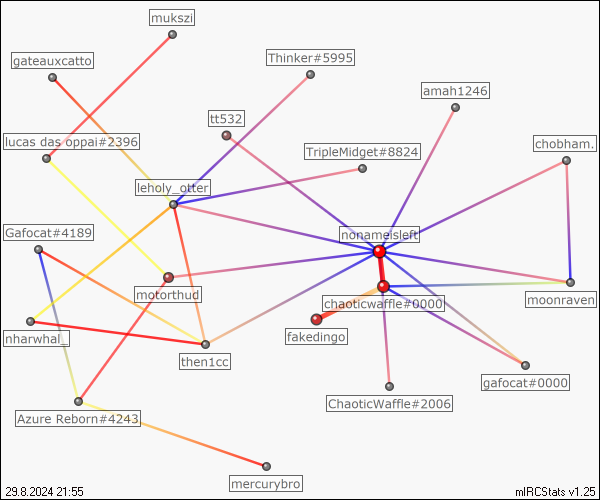 mukszi
Thinker#5995
gateauxcatto
amah1246
tt532
chobham.
lucas das oppai#2396
TripleMidget#8824
leholy_otter
Gafocat#4189
nonameisleft
motorthud
chaoticwaffle#0000
moonraven
fakedingo
nharwhal_
then1cc
gafocat#0000
ChaoticWaffle#2006
Azure Reborn#4243
mercurybro
29.8.2024 21:55
mIRCStats v1.25